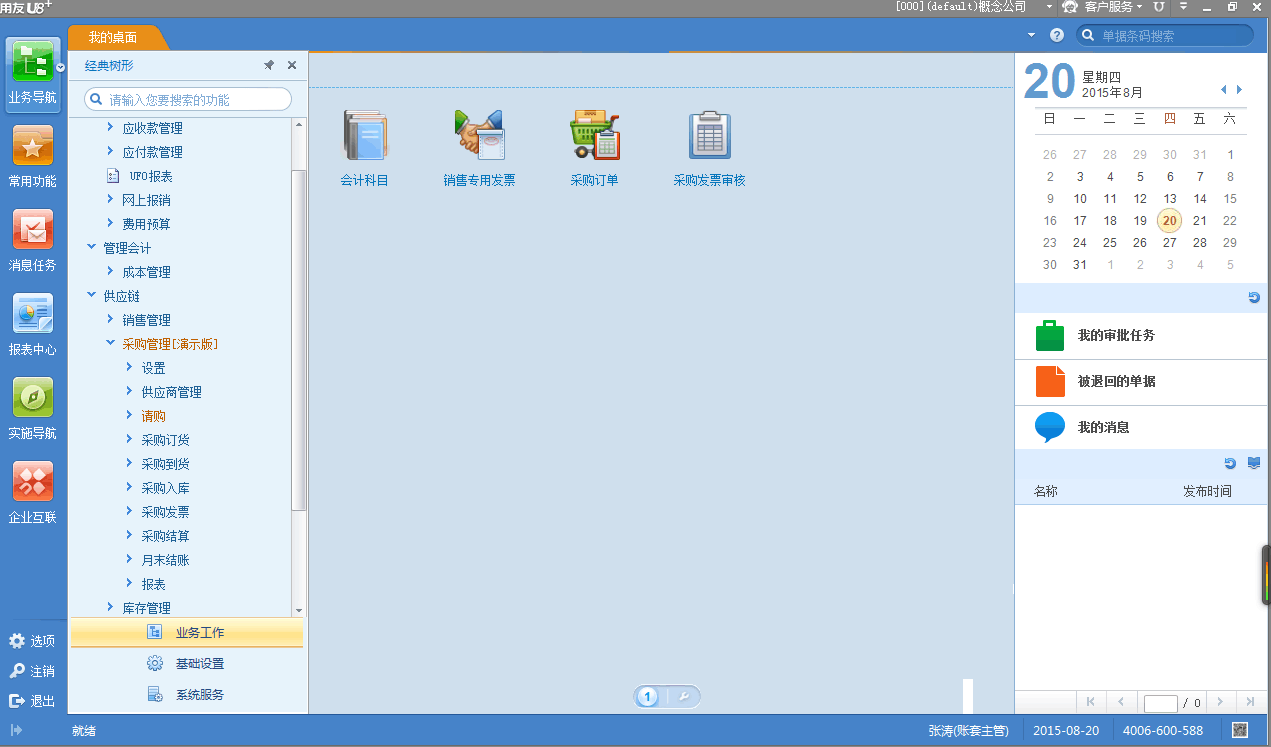 用友 U8+
[000](default)概念公司
客户服务
我的桌面
单据条码搜索
业务导航
常用功能
消息任务
报表中心
实施导航
企业互联
选项
注销
退出
经典树形
请输入您要搜索的功能
应收款管理
应付款管理
UFO报表
网上报销
费用预算
管理会计
成本管理
供应链
销售管理
采购管理[演示版]
设置
供应商管理
请购
采购订货
采购到货
采购入库
采购发票
采购结算
月末结账
报表
库存管理
业务工作
基础设置
系统服务
会计科目
销售专用发票
采购订单
采购发票审核
1
20
星期四
2015年8月
日 一 二 三 四 五 六
26 27 28 29 30 31 1
2 3 4 5 6 7 8
9 10 11 12 13 14 15
16 17 18 19 20 21 22
23 24 25 26 27 28 29
30 31 1 2 3 4 5
我的审批任务
被退回的单据
我的消息
名称 发布时间
/ 0
就绪
张涛(账套主管)
2015-08-20
4006-600-588